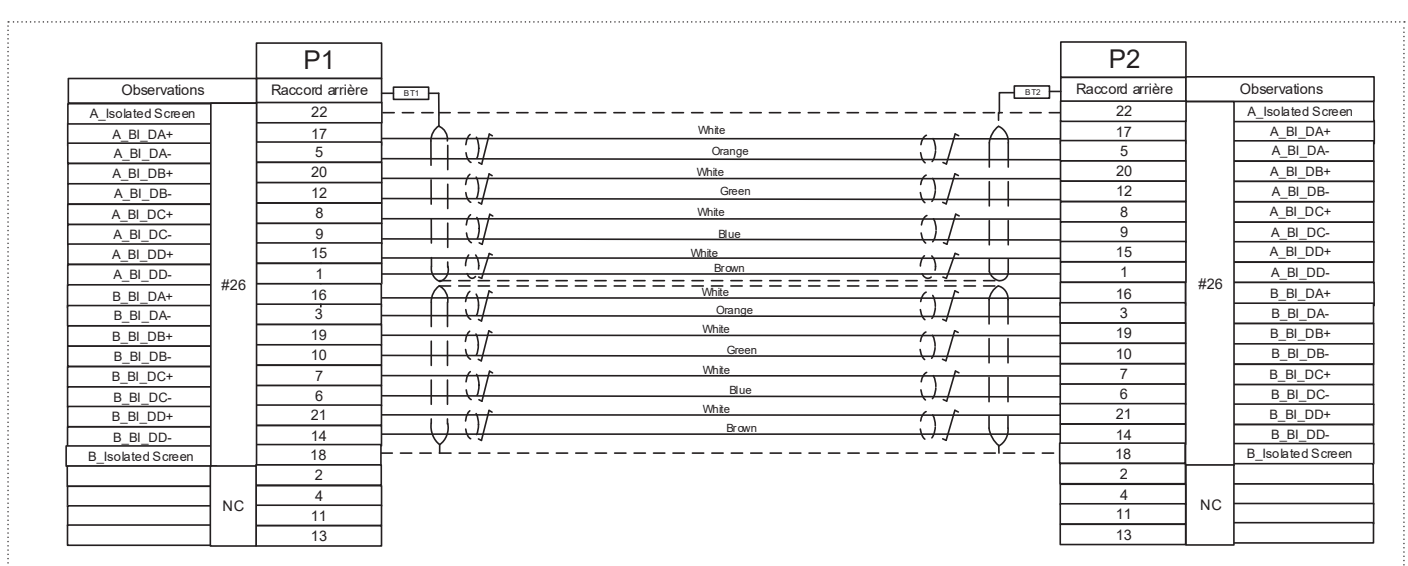 P1 P2
Observations Raccord arrière BT1 BT2 Raccord arrière Observations
A_Isolated Screen 22 22 A_Isolated Screen
A_BI_DA+ 17 White 17 A_BI_DA+
A_BI_DA- 5 Orange 5 A_BI_DA-
A_BI_DB+ 20 White 20 A_BI_DB+
A_BI_DB- 12 Green 12 A_BI_DB-
A_BI_DC+ 8 White 8 A_BI_DC+
A_BI_DC- 9 Blue 9 A_BI_DC-
A_BI_DD+ 15 White 15 A_BI_DD+
A_BI_DD- 1 Brown 1 A_BI_DD-
#26 #26
B_BI_DA+ 16 White 16 B_BI_DA+
B_BI_DA- 3 Orange 3 B_BI_DA-
B_BI_DB+ 19 White 19 B_BI_DB+
B_BI_DB- 10 Green 10 B_BI_DB-
B_BI_DC+ 7 White 7 B_BI_DC+
B_BI_DC- 6 Blue 6 B_BI_DC-
B_BI_DD+ 21 White 21 B_BI_DD+
B_BI_DD- 14 Brown 14 B_BI_DD-
B_Isolated Screen 18 18 B_Isolated Screen
2 2
4 4
NC NC
11 11
13 13